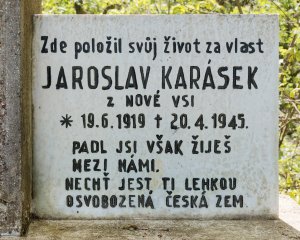 Zde položil svůj život za vlast
JAROSLAV KARÁSEK
Z NOVÉ VSI
* 19.6.1919 † 20.4.1945.
PADL JSI VŠAK ŽIJEŠ
MEZI NÁMI.
NECHŤ JEST TI LEHKOU
OSVOBOZENÁ ČESKÁ ZEM.